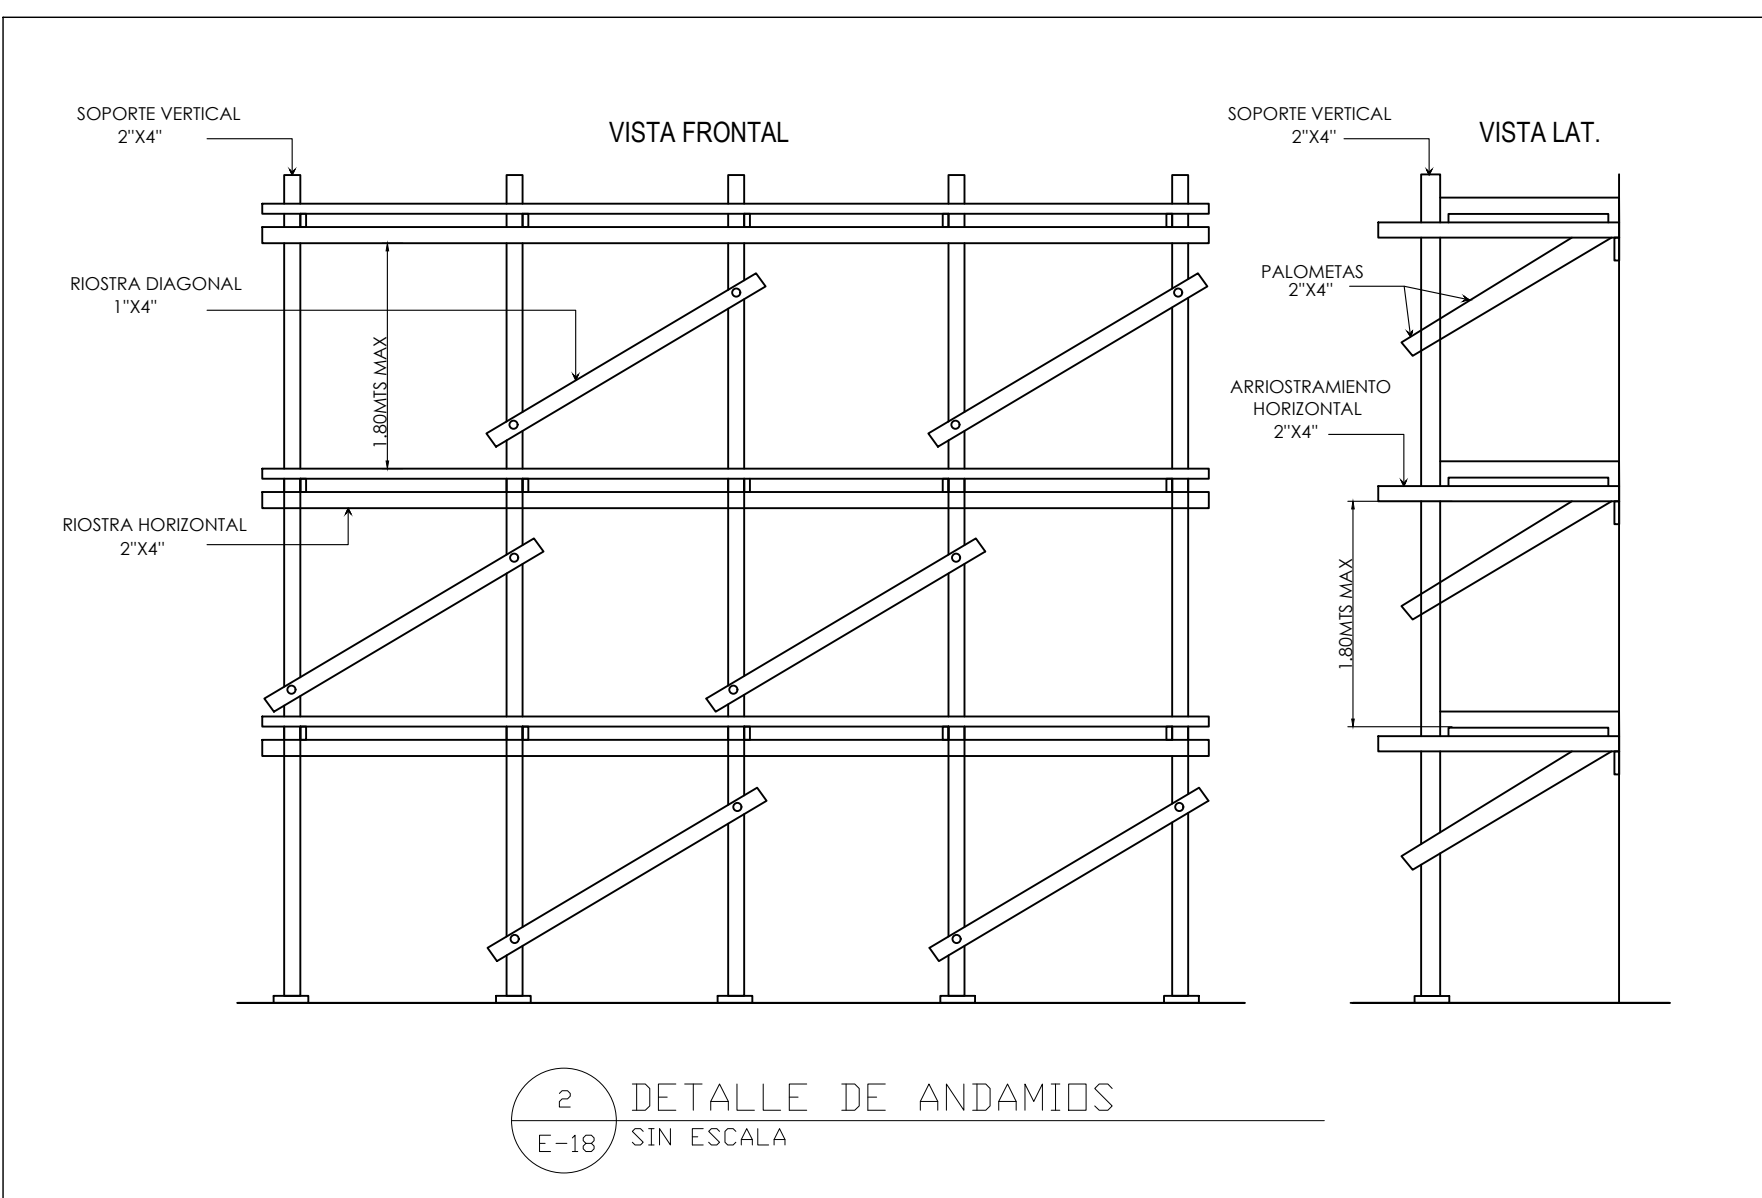 SOPORTE VERTICAL
2"X4"
VISTA FRONTAL
RIOSTRA DIAGONAL
1"X4"
1.80MTS MAX
RIOSTRA HORIZONTAL
2"X4"
SOPORTE VERTICAL
2"X4"
VISTA LAT.
PALOMETAS
2"X4"
ARRIOSTRAMIENTO
HORIZONTAL
2"X4"
1.80MTS MAX
2
E-18
DETALLE DE ANDAMIOS
SIN ESCALA